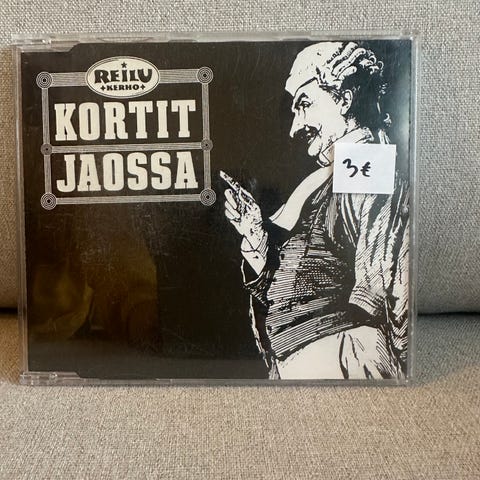 REILU
KERHO
KORTIT
JAOSSA
3€